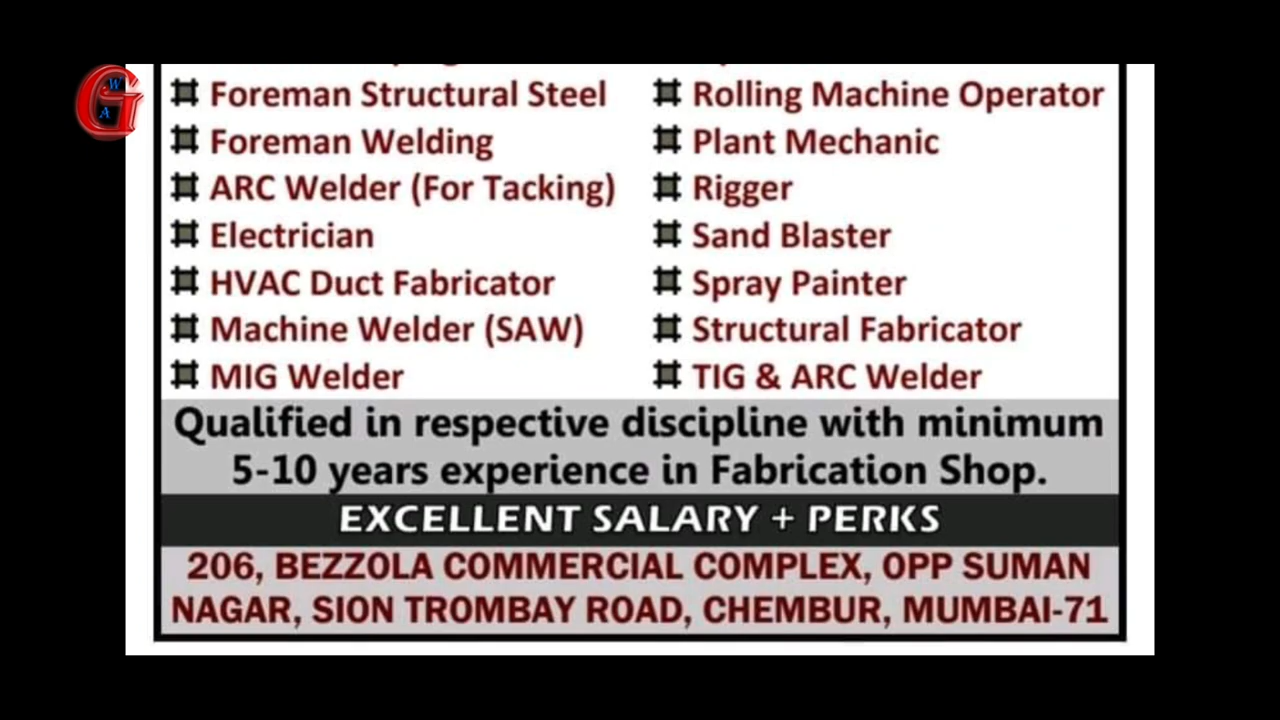 G
W
A
Foreman Structural Steel
Rolling Machine Operator
Foreman Welding
Plant Mechanic
ARC Welder (For Tacking)
Rigger
Electrician
Sand Blaster
HVAC Duct Fabricator
Spray Painter
Machine Welder (SAW)
Structural Fabricator
MIG Welder
TIG & ARC Welder
Qualified in respective discipline with minimum
5-10 years experience in Fabrication Shop.
EXCELLENT SALARY + PERKS
206, BEZZOLA COMMERCIAL COMPLEX, OPP SUMAN
NAGAR, SION TROMBAY ROAD, CHEMBUR, MUMBAI-71